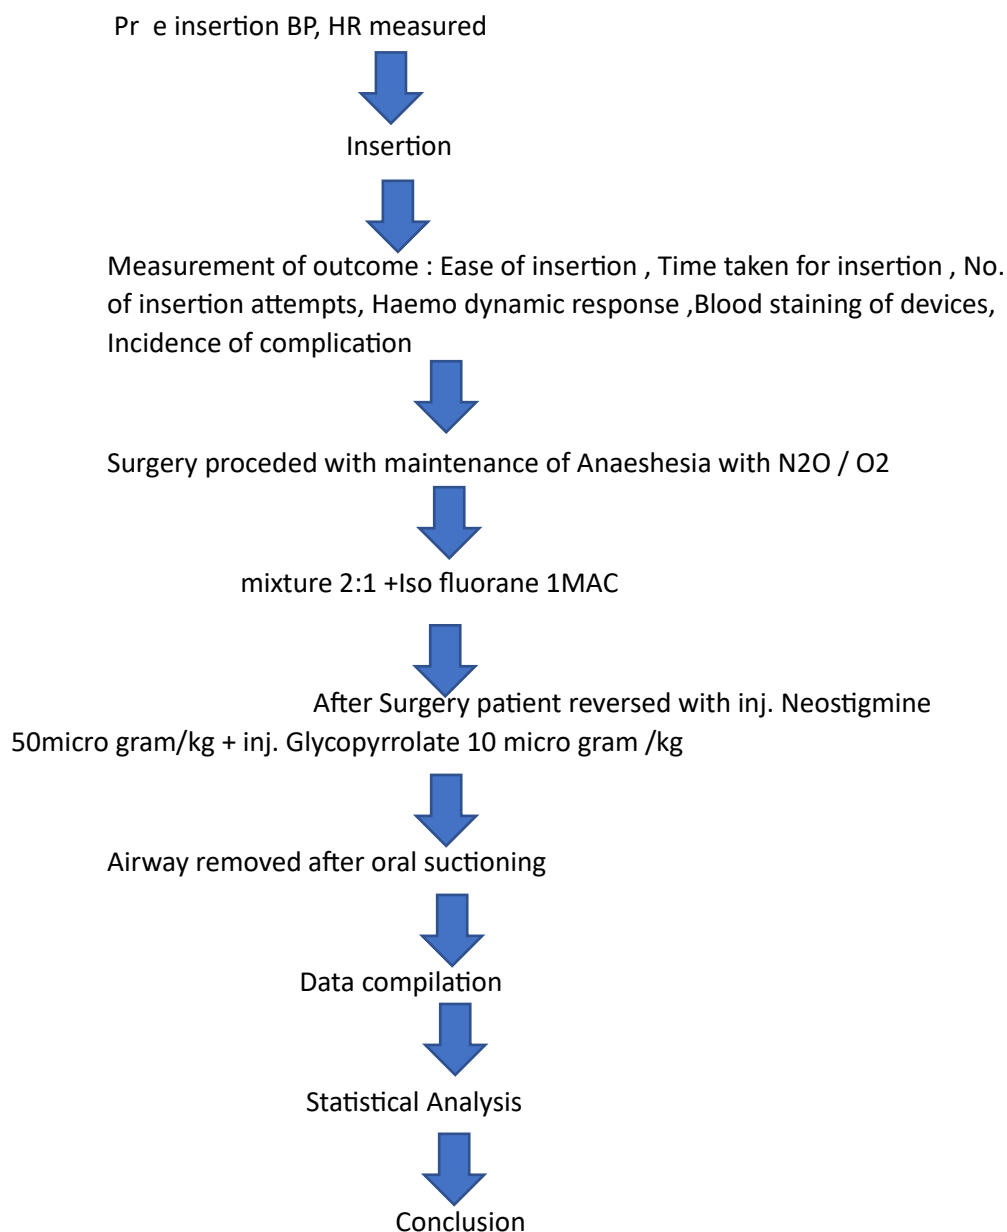 Pr e insertion BP, HR measured
Insertion
Measurement of outcome : Ease of insertion , Time taken for insertion , No.
of insertion attempts, Haemo dynamic response ,Blood staining of devices,
Incidence of complication
Surgery proceded with maintenance of Anaeshesia with N2O / O2
mixture 2:1 +Iso fluorane 1MAC
After Surgery patient reversed with inj. Neostigmine
50micro gram/kg + inj. Glycopyrrolate 10 micro gram /kg
Airway removed after oral suctioning
Data compilation
Statistical Analysis
Conclusion